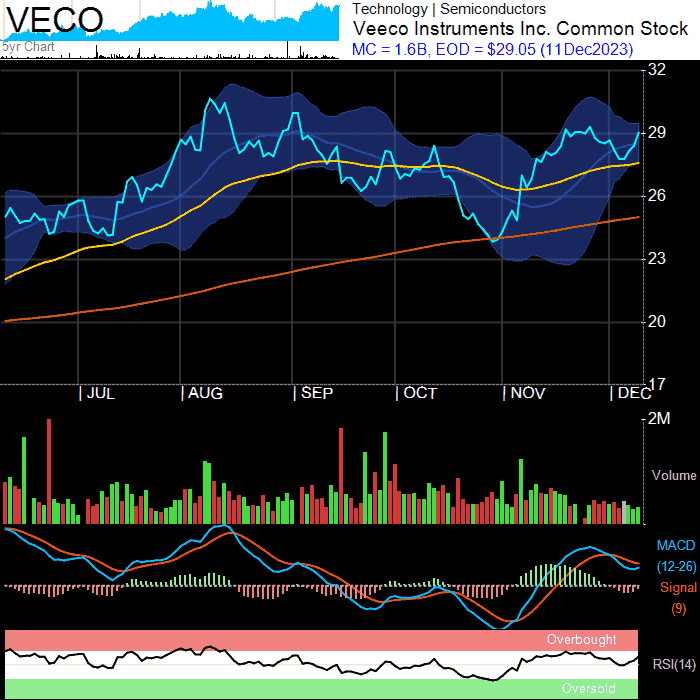 VECO
5yr Chart
Technology | Semiconductors
Veeco Instruments Inc. Common Stock
MC = 1.6B, EOD = $29.05 (11Dec2023)
32
29
26
23
20
17
JUL AUG SEP OCT NOV DEC
2M
Volume
MACD
(12-26)
Signal
(9)
Overbought
RSI(14)
Oversold